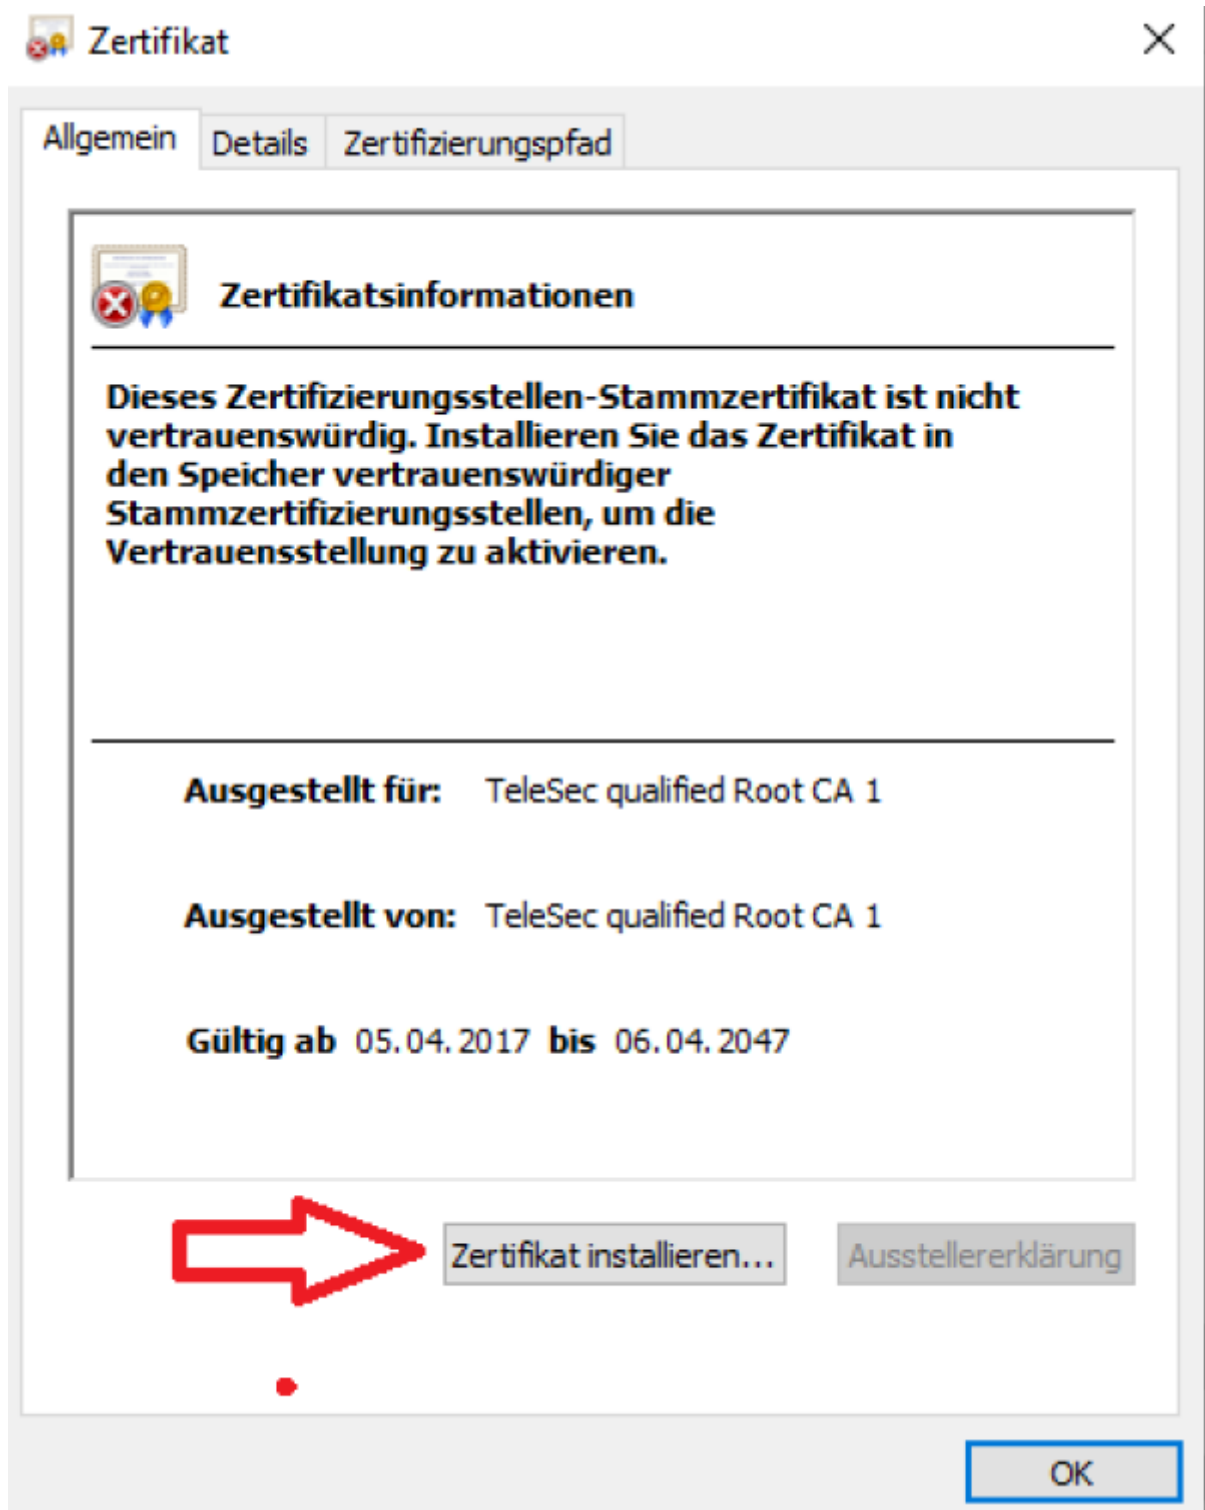 Zertifikat
Allgemein Details Zertifizierungspfad
Zertifikatsinformationen
Dieses Zertifizierungsstellen-Stammzertifikat ist nicht
vertrauenswürdig. Installieren Sie das Zertifikat in
den Speicher vertrauenswürdiger
Stammzertifizierungsstellen, um die
Vertrauensstellung zu aktivieren.
Ausgestellt für: TeleSec qualified Root CA 1
Ausgestellt von: TeleSec qualified Root CA 1
Gültig ab 05.04.2017 bis 06.04.2047
Zertifikat installieren... Ausstellererklärung
OK